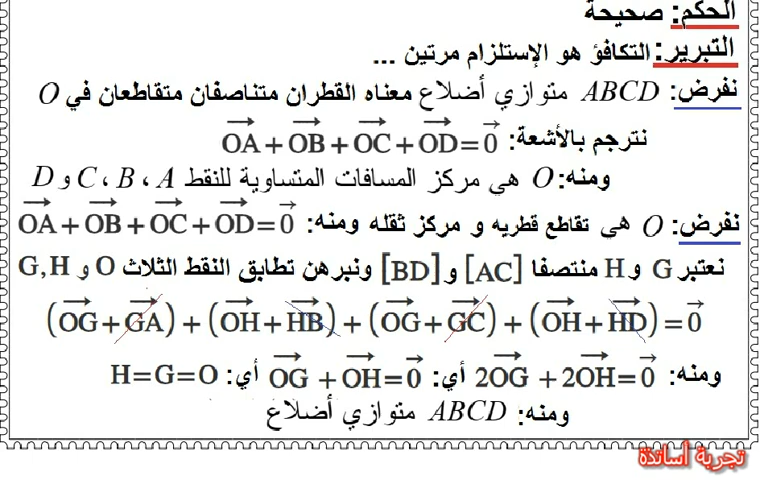 الحكم: صحيحة
التبرير: التكافؤ هو الإستلزام مرتين ...
نفرض: ABCD متوازي أضلاع معناه القطران متناصفان متقاطعان في O
نترجم بالأشعة: OA + OB + OC + OD = 0
ومنه: O هي مركز المسافات المتساوية للنقط A ، B ، C و D
نفرض: O هي تقاطع قطريه و مركز ثقله ومنه: OA + OB + OC + OD = 0
نعتبر G و H منتصفا [AC] و [BD] ونبرهن تطابق النقط الثلاث O و G,H
(OG + GA) + (OH + HB) + (OG + GC) + (OH + HD) = 0
ومنه: 2OG + 2OH = 0 أي: OG + OH = 0 أي: H=G=O
ومنه: ABCD متوازي أضلاع
تجربة أساتذة